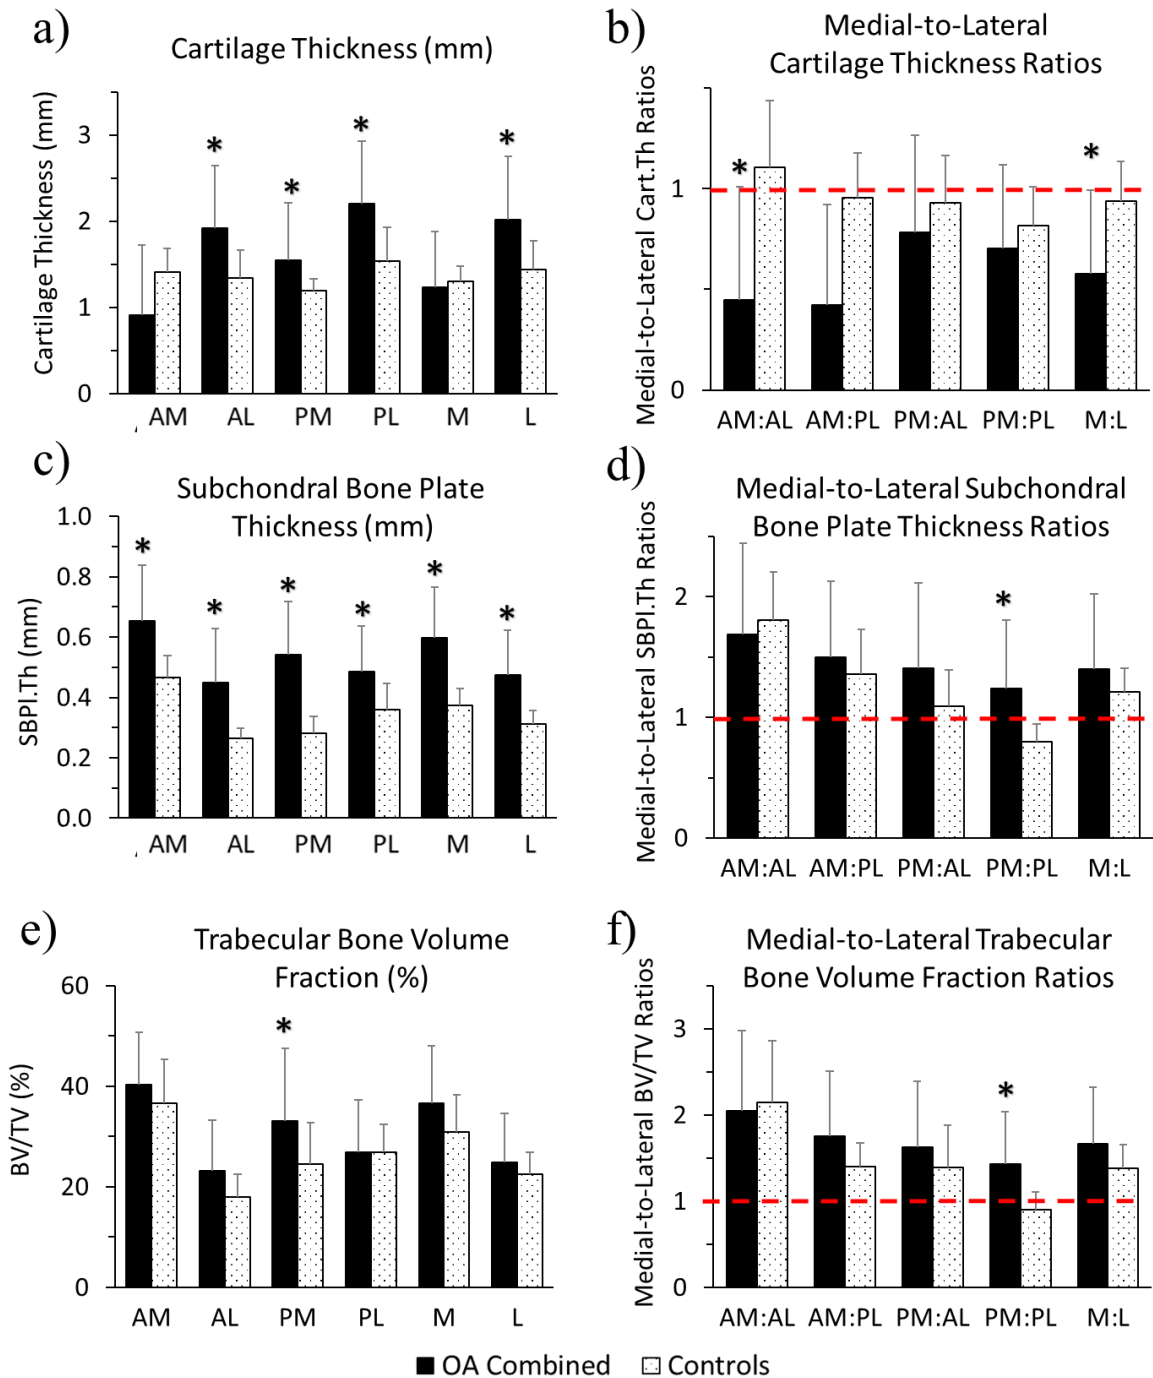 a)
Cartilage Thickness (mm)
Cartilage Thickness (mm)
3
2
1
0
* * * *
AM AL PM PL M L
b)
Medial-to-Lateral
Cartilage Thickness Ratios
Medial-to-Lateral Cart.Th Ratios
1
0
* *
AM:AL AM:PL PM:AL PM:PL M:L
c)
Subchondral Bone Plate
Thickness (mm)
SBPl.Th (mm)
1.0
0.8
0.6
0.4
0.2
0.0
* * * * * *
AM AL PM PL M L
d)
Medial-to-Lateral Subchondral
Bone Plate Thickness Ratios
Medial-to-Lateral SBPl.Th Ratios
2
1
0
*
AM:AL AM:PL PM:AL PM:PL M:L
e)
Trabecular Bone Volume
Fraction (%)
BV/TV (%)
60
40
20
0
*
AM AL PM PL M L
f)
Medial-to-Lateral Trabecular
Bone Volume Fraction Ratios
Medial-to-Lateral BV/TV Ratios
3
2
1
0
*
AM:AL AM:PL PM:AL PM:PL M:L
OA Combined Controls